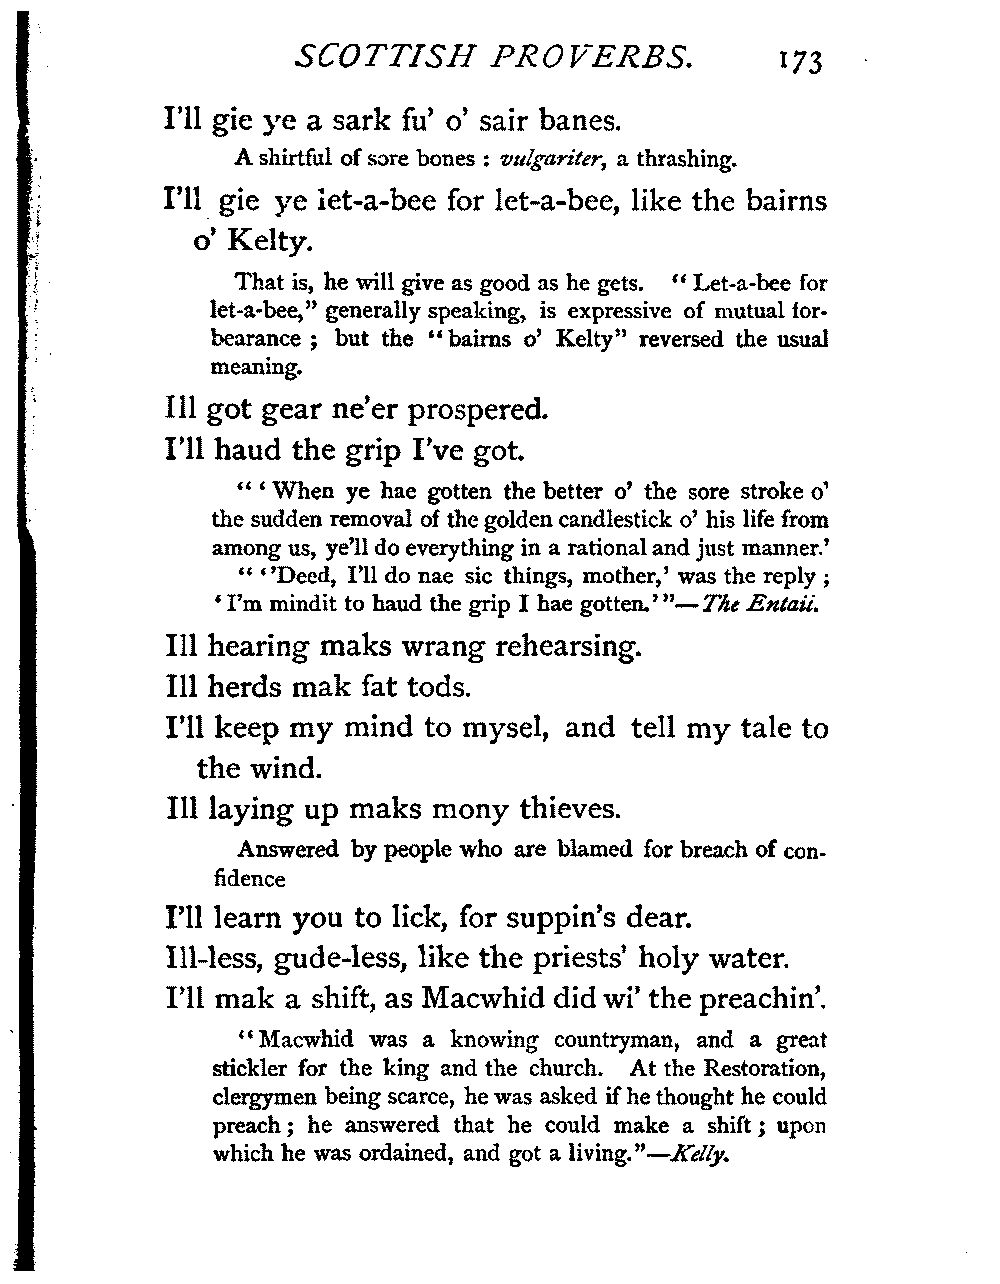 SCOTTISH PROVERBS. 173
I'll gie ye a sark fu' o' sair banes.
A shirtful of sore bones : vulgariter, a thrashing.
I'll gie ye let-a-bee for let-a-bee, like the bairns
o' Kelty.
That is, he will give as good as he gets. “ Let-a-bee for
let-a-bee,” generally speaking, is expressive of mutual for-
bearance ; but the “ bairns o' Kelty” reversed the usual
meaning.
Ill got gear ne'er prospered.
I'll haud the grip I've got.
“ ‘ When ye hae gotten the better o' the sore stroke o'
the sudden removal of the golden candlestick o' his life from
among us, ye'll do everything in a rational and just manner.’
“ ‘'Deed, I'll do nae sic things, mother,’ was the reply ;
‘ I'm mindit to haud the grip I hae gotten.’ ”—The Entail.
Ill hearing maks wrang rehearsing.
Ill herds mak fat tods.
I'll keep my mind to mysel, and tell my tale to
the wind.
Ill laying up maks mony thieves.
Answered by people who are blamed for breach of con-
fidence
I'll learn you to lick, for suppin's dear.
Ill-less, gude-less, like the priests' holy water.
I'll mak a shift, as Macwhid did wi' the preachin'.
“ Macwhid was a knowing countryman, and a great
stickler for the king and the church. At the Restoration,
clergymen being scarce, he was asked if he thought he could
preach ; he answered that he could make a shift ; upon
which he was ordained, and got a living.”—Kelly.